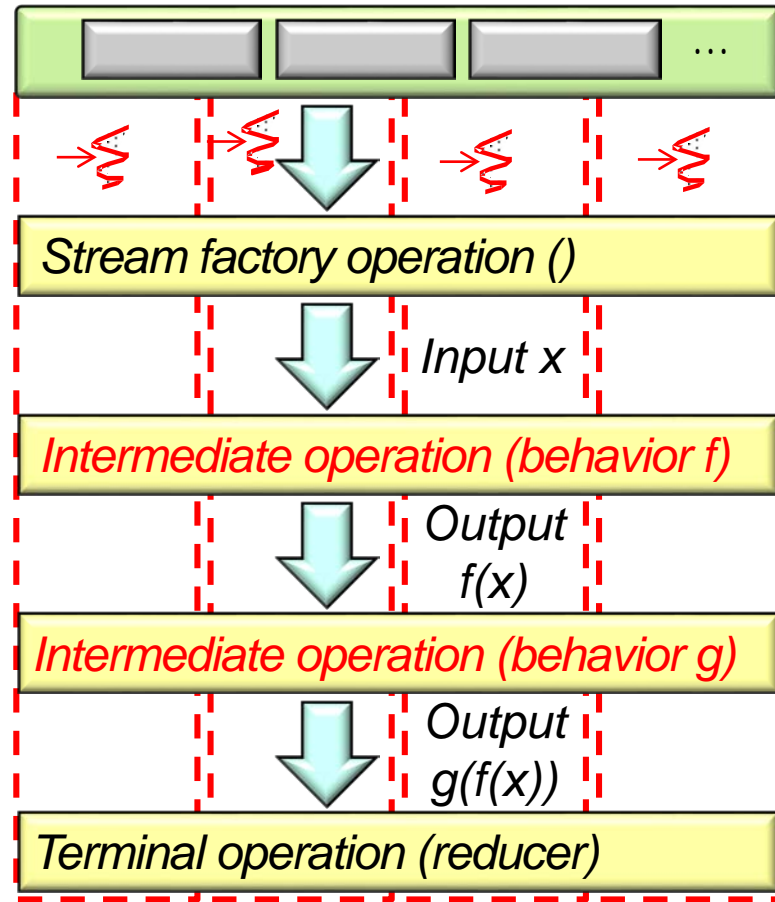 ...
Stream factory operation ()
Input x
Intermediate operation (behavior f)
Output
f(x)
Intermediate operation (behavior g)
Output
g(f(x))
Terminal operation (reducer)